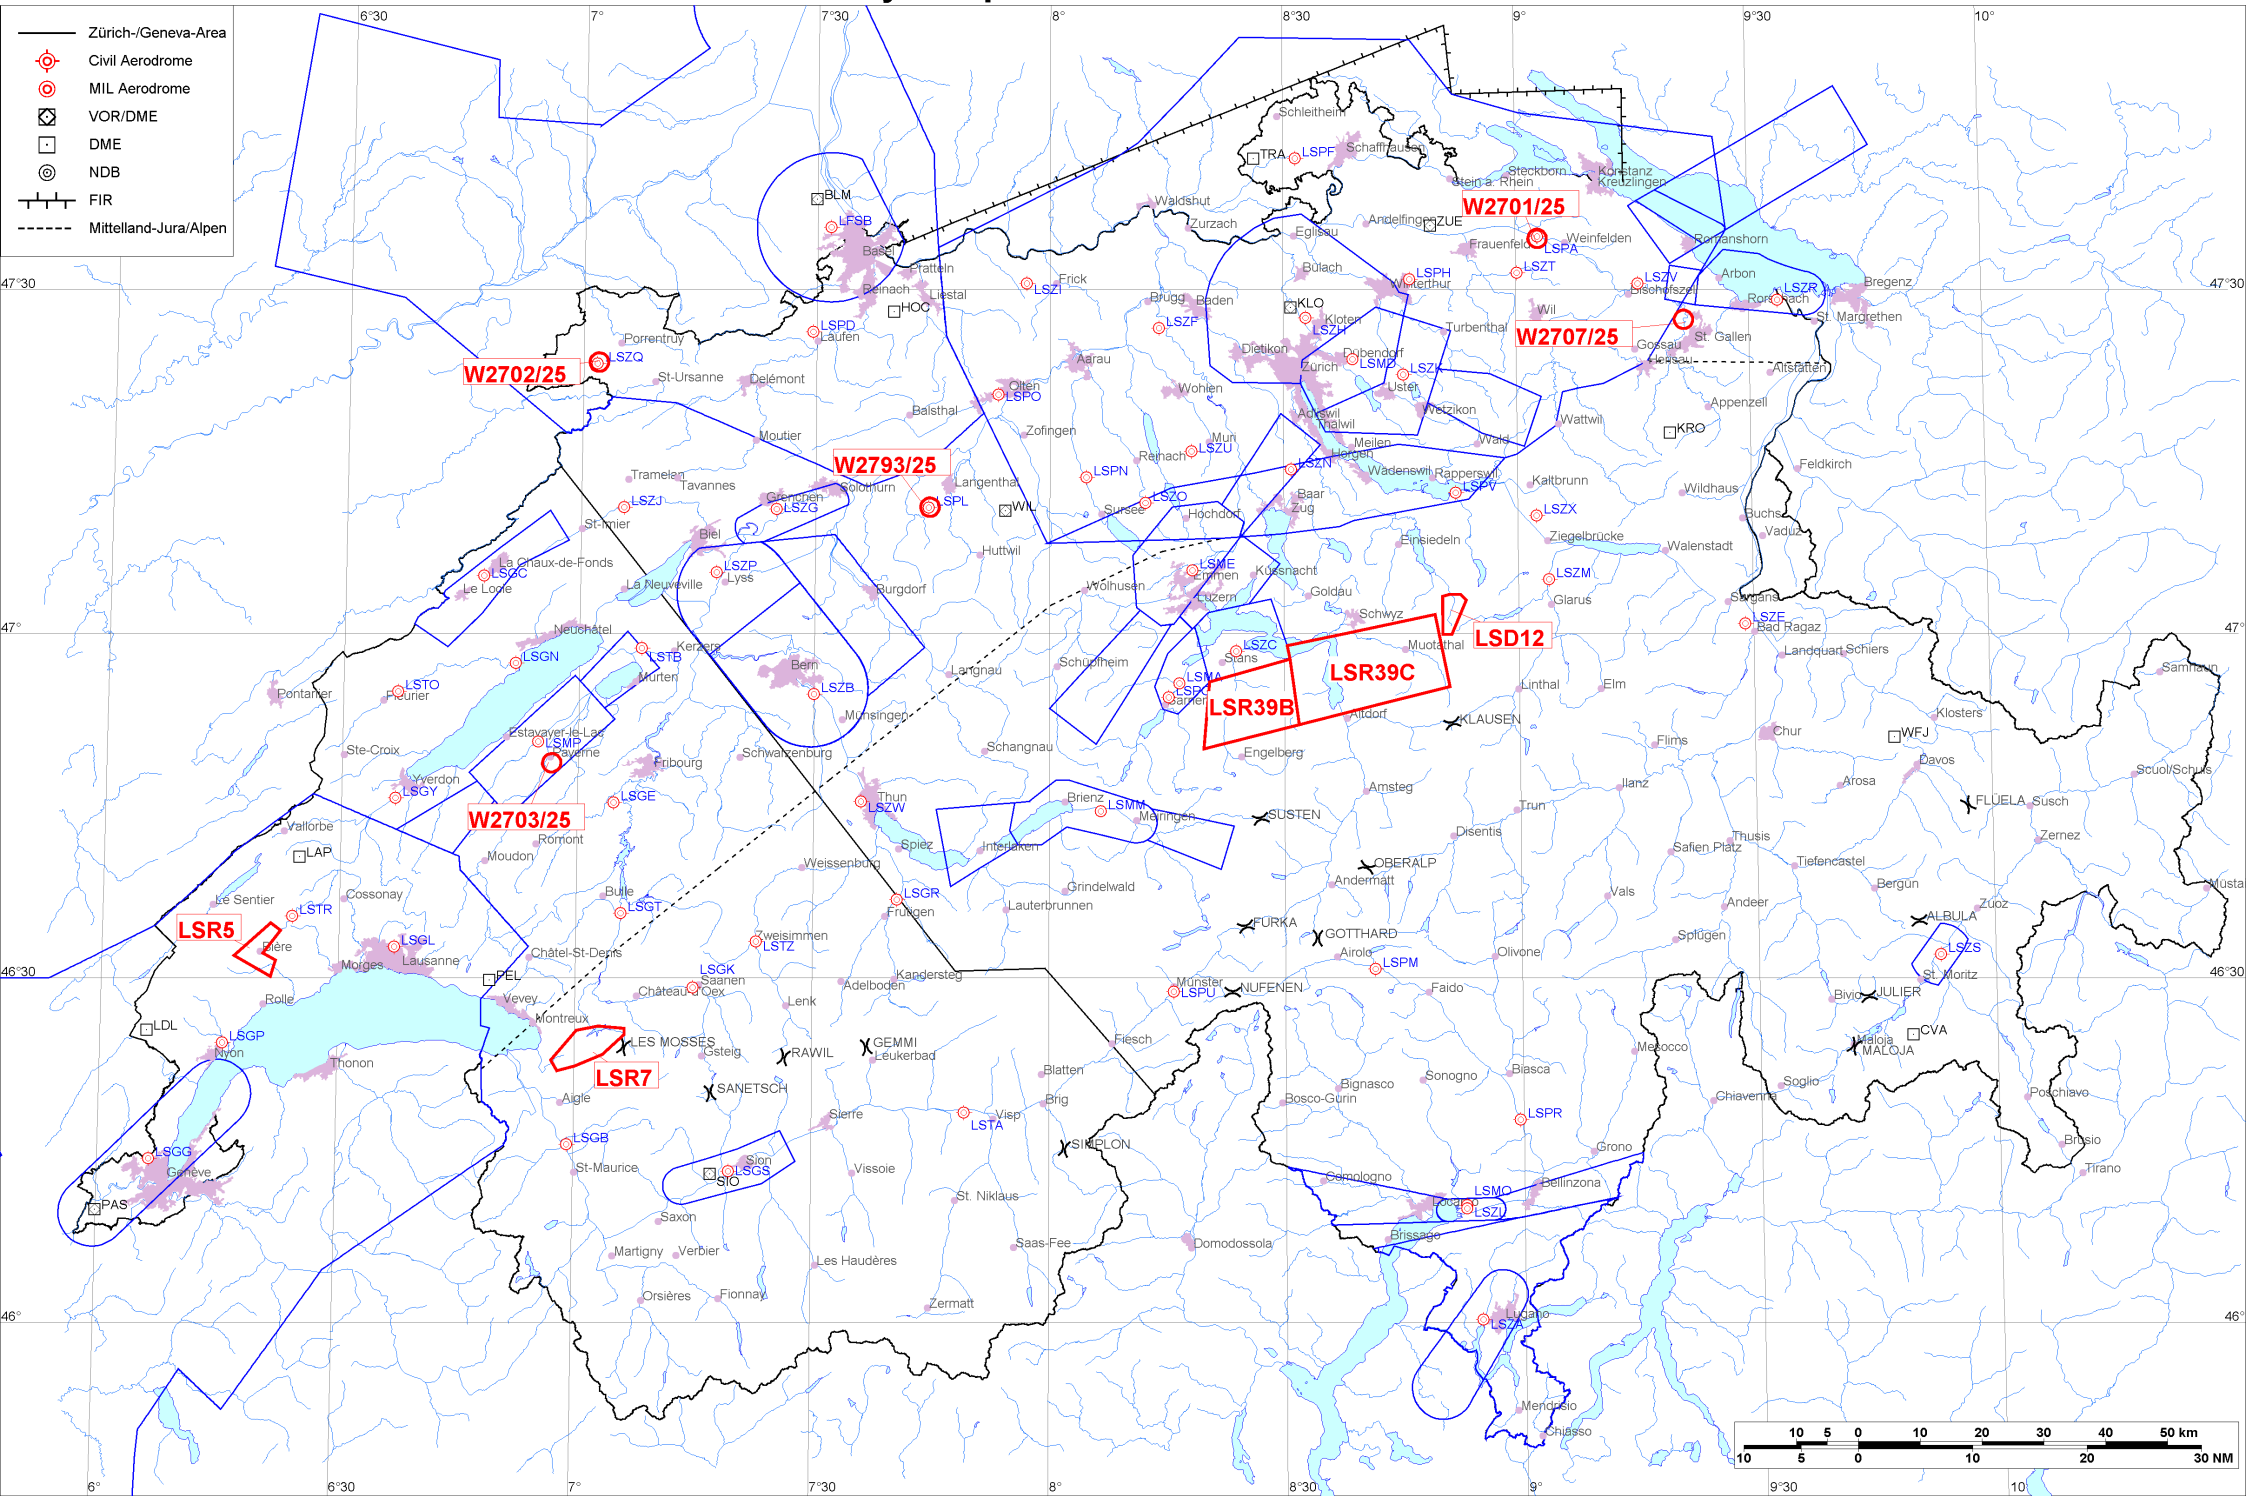 6°30
7°
7°30
8°
8°30
9°
9°30
10°
Zürich-/Geneva-Area
Civil Aerodrome
MIL Aerodrome
VOR/DME
DME
NDB
FIR
Mittelland-Jura/Alpen
Schleitheim
TRA
LSPF
Schaffhausen
Steckborn
Stein a. Rhein
Konstanz
Kreuzlingen
BLM
LFSB
Basel
Waldshut
Zurzach
Eglisau
Andelfingen
ZUE
W2701/25
LSPA
Weinfelden
Frauenfeld
Romanshorn
Pratteln
Reinach
Liestal
HOC
Frick
LSZI
Bülach
LSPH
Winterthur
LSZT
LSZV
Bischofszell
Arbon
LSZR
Rorschach
Bregenz
St. Margrethen
47°30
47°30
LSPD
Laufen
Brugg
Baden
LSZF
KLO
Kloten
LSZH
Wil
W2707/25
St. Gallen
Gossau
Herisau
Turbenthal
Porrentruy
LSZQ
W2702/25
St-Ursanne
Delémont
Aarau
Dietikon
Zürich
Dübendorf
LSMD
LSZK
Uster
Wetzikon
Altstätten
Appenzell
Olten
LSPO
Balsthal
Wohlen
Adliswil
Thalwil
Wattwil
KRO
Moutier
Zofingen
Muri
LSZU
Meilen
Horgen
Wald
W2793/25
Reinach
LSPN
LSZN
Wädenswil
Rapperswil
LSPV
Kaltbrunn
Feldkirch
Wildhaus
Tramelan
Tavannes
Solothurn
Grenchen
LSZG
Langenthal
LSPL
WIL
LSZO
Sursee
Hochdorf
Baar
Zug
LSZJ
St-Imier
Biel
Huttwil
Einsiedeln
LSZX
Ziegelbrücke
Buchs
Vaduz
Walenstadt
La Chaux-de-Fonds
LSGC
Le Locle
La Neuveville
LSZP
Lyss
Burgdorf
Wolhusen
LSME
Emmen
Luzern
Küssnacht
Goldau
LSZM
Glarus
Sargans
LSZE
Bad Ragaz
47°
47°
Neuchâtel
LSGN
Kerzers
LSTB
Murten
Bern
LSZB
Langnau
Schüpfheim
LSZC
Stans
LSMA
LSPG
Sarnen
Schwyz
Muotathal
LSD12
LSR39C
LSR39B
Landquart
Schiers
Samnaun
Pontarlier
LSTO
Fleurier
Münsingen
Altdorf
Linthal
Elm
KLAUSEN
Klosters
Chur
WFJ
Ste-Croix
Estavayer-le-Lac
LSMP
Payerne
Fribourg
Schwarzenburg
Schangnau
Engelberg
Flims
Davos
Scuol/Schuls
Yverdon
LSGY
W2703/25
LSGE
Thun
LSZW
Brienz
LSMM
Meiringen
SUSTEN
Amsteg
Trun
Ilanz
Arosa
FLÜELA
Susch
Vallorbe
LAP
Romont
Moudon
Spiez
Interlaken
Weissenburg
OBERALP
Disentis
Safien Platz
Thusis
Tiefencastel
Zernez
Le Sentier
LSTR
Cossonay
Bulle
LSGT
LSGR
Frutigen
Lauterbrunnen
Grindelwald
Andermatt
Vals
Andeer
Bergün
Zuoz
Müstair
LSR5
Bière
LSGL
Lausanne
Morges
Châtel-St-Denis
Zweisimmen
LSTZ
FURKA
GOTTHARD
Airolo
LSPM
Olivone
Splügen
ALBULA
LSZS
St. Moritz
46°30
46°30
Rolle
PEL
Vevey
Montreux
LSGK
Saanen
Château-d'Oex
Lenk
Adelboden
Kandersteg
Münster
LSPU
NUFENEN
Faido
Bivio
JULIER
CVA
LDL
LSGP
Nyon
Thonon
LES MOSSES
LSR7
Gsteig
RAWIL
GEMMI
Leukerbad
Fiesch
Mesocco
Maloja
MALOJA
SANETSCH
Aigle
Blatten
Brig
Bignasco
Bosco-Gurin
Sonogno
Biasca
Soglio
Chiavenna
Poschiavo
LSGB
Sierre
LSTA
Visp
SIMPLON
LSPR
Grono
Brusio
Tirano
LSGG
Genève
PAS
St-Maurice
Sion
LSGS
SIO
Vissoie
St. Niklaus
Comologno
LSMO
Locarno
LSZL
Bellinzona
Saxon
Martigny
Verbier
Les Haudères
Saas-Fee
Domodossola
Brissago
Orsières
Fionnay
Zermatt
46°
46°
Lugano
LSZA
Mendrisio
Chiasso
10 5 0 10 20 30 40 50 km
10 5 0 10 20 30 NM
6°
6°30
7°
7°30
8°
8°30
9°
9°30
10°